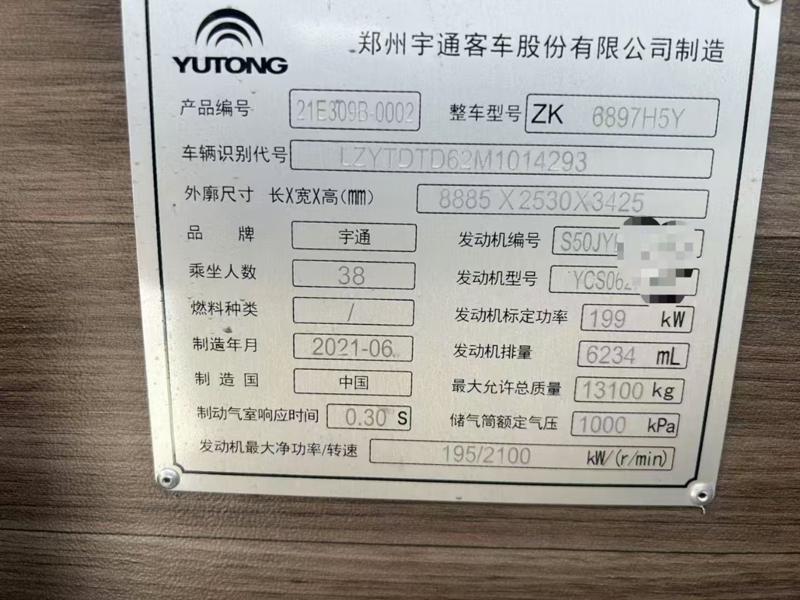 YUTONG
郑州宇通客车股份有限公司制造
产品编号 21E309B-0002 整车型号 ZK 6897H5Y
车辆识别代号 LZYTDTD62M1014293
外廓尺寸 长X宽X高(mm) 8885X2530X3425
品牌 宇通 发动机编号 S50JY
乘坐人数 38 发动机型号 YCS062
燃料种类 / 发动机标定功率 199 kW
制造年月 2021-06 发动机排量 6234 mL
制造国 中国 最大允许总质量 13100 kg
制动气室响应时间 0.30 S 储气筒额定气压 1000 kPa
发动机最大净功率/转速 195/2100 kW/(r/min)